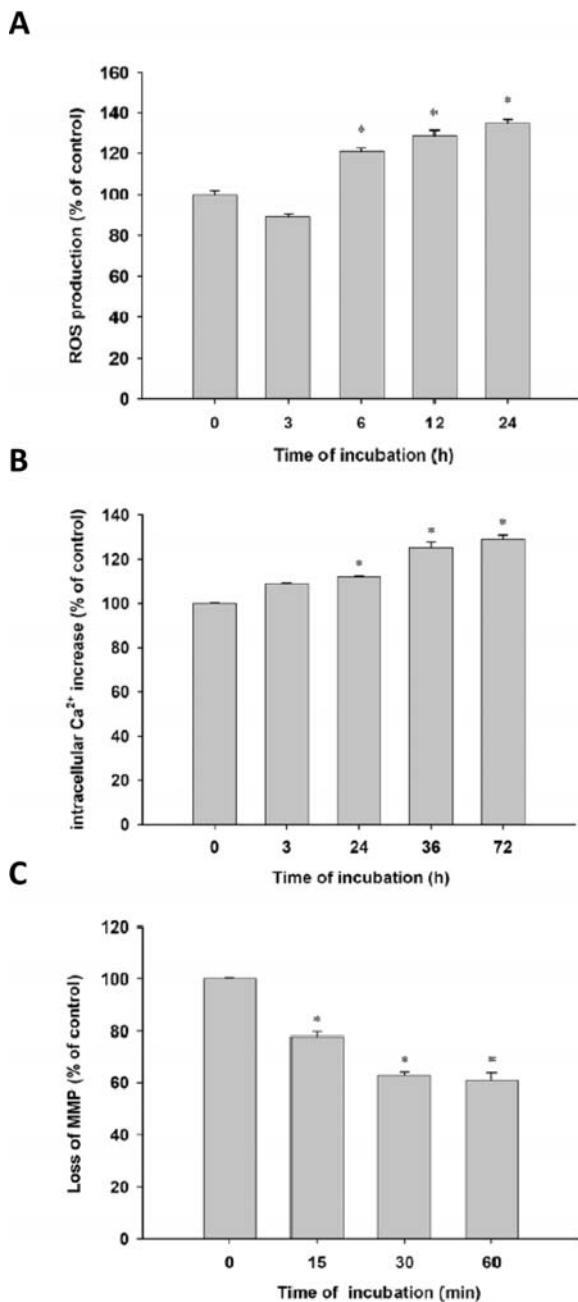 A
ROS production (% of control)
160
140
120
100
80
60
40
20
0
* * *
0 3 6 12 24
Time of incubation (h)
B
intracellular Ca²⁺ increase (% of control)
140
120
100
80
60
40
20
0
* * *
0 3 24 36 72
Time of incubation (h)
C
Loss of MMP (% of control)
120
100
80
60
40
20
0
* * *
0 15 30 60
Time of incubation (min)